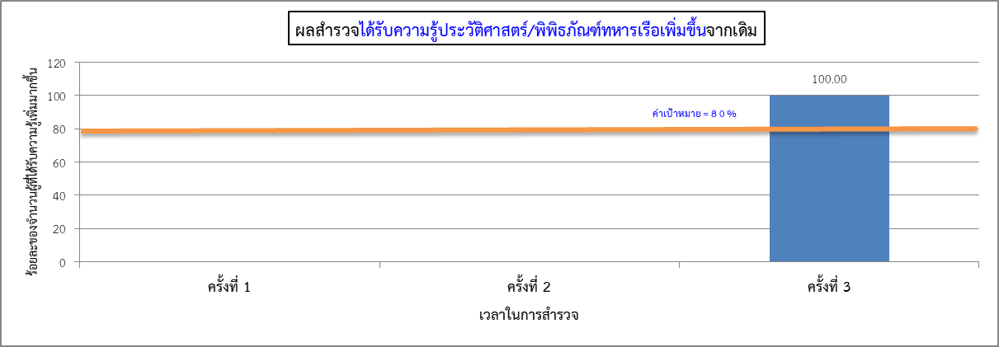 ผลสำรวจได้รับความรู้ประวัติศาสตร์/พิพิธภัณฑ์ทหารเรือเพิ่มขึ้นจากเดิม
ร้อยละของจำนวนผู้ที่ได้รับความรู้เพิ่มมากขึ้น
120
100
80
60
40
20
0
100.00
ค่าเป้าหมาย = 8 0 %
ครั้งที่ 1
ครั้งที่ 2
ครั้งที่ 3
เวลาในการสำรวจ